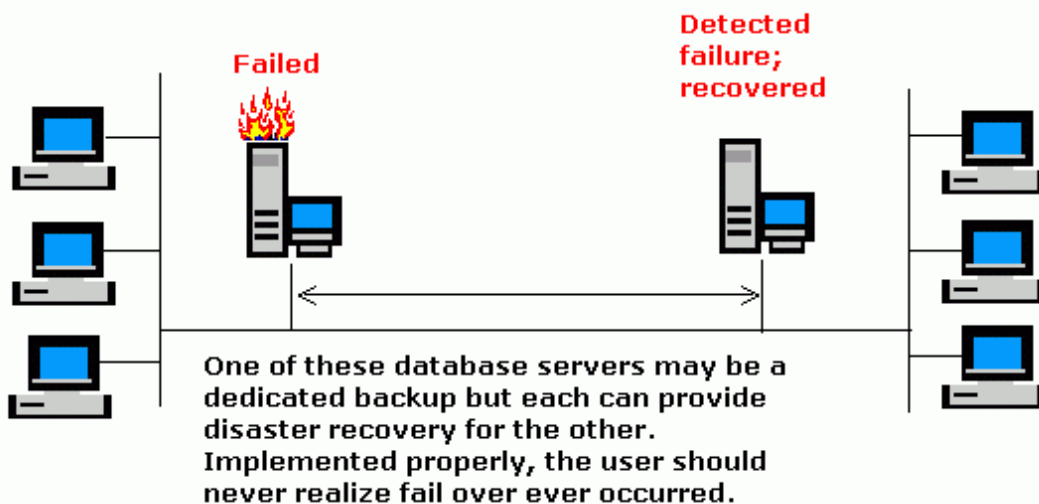 Failed
Detected
failure;
recovered
One of these database servers may be a
dedicated backup but each can provide
disaster recovery for the other.
Implemented properly, the user should
never realize fail over ever occurred.